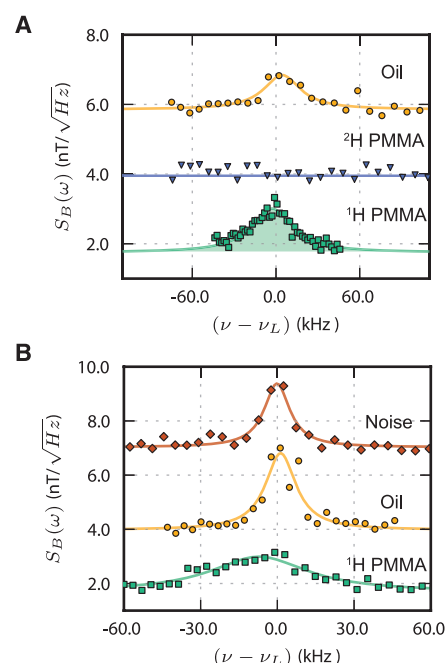 A
8.0
6.0
4.0
2.0
S_B(ω) (nT/√Hz)
Oil
²H PMMA
¹H PMMA
-60.0 0.0 60.0
(ν − ν_L) (kHz)
B
10.0
8.0
6.0
4.0
2.0
S_B(ω) (nT/√Hz)
Noise
Oil
¹H PMMA
-60.0 -30.0 0.0 30.0 60.0
(ν − ν_L) (kHz)